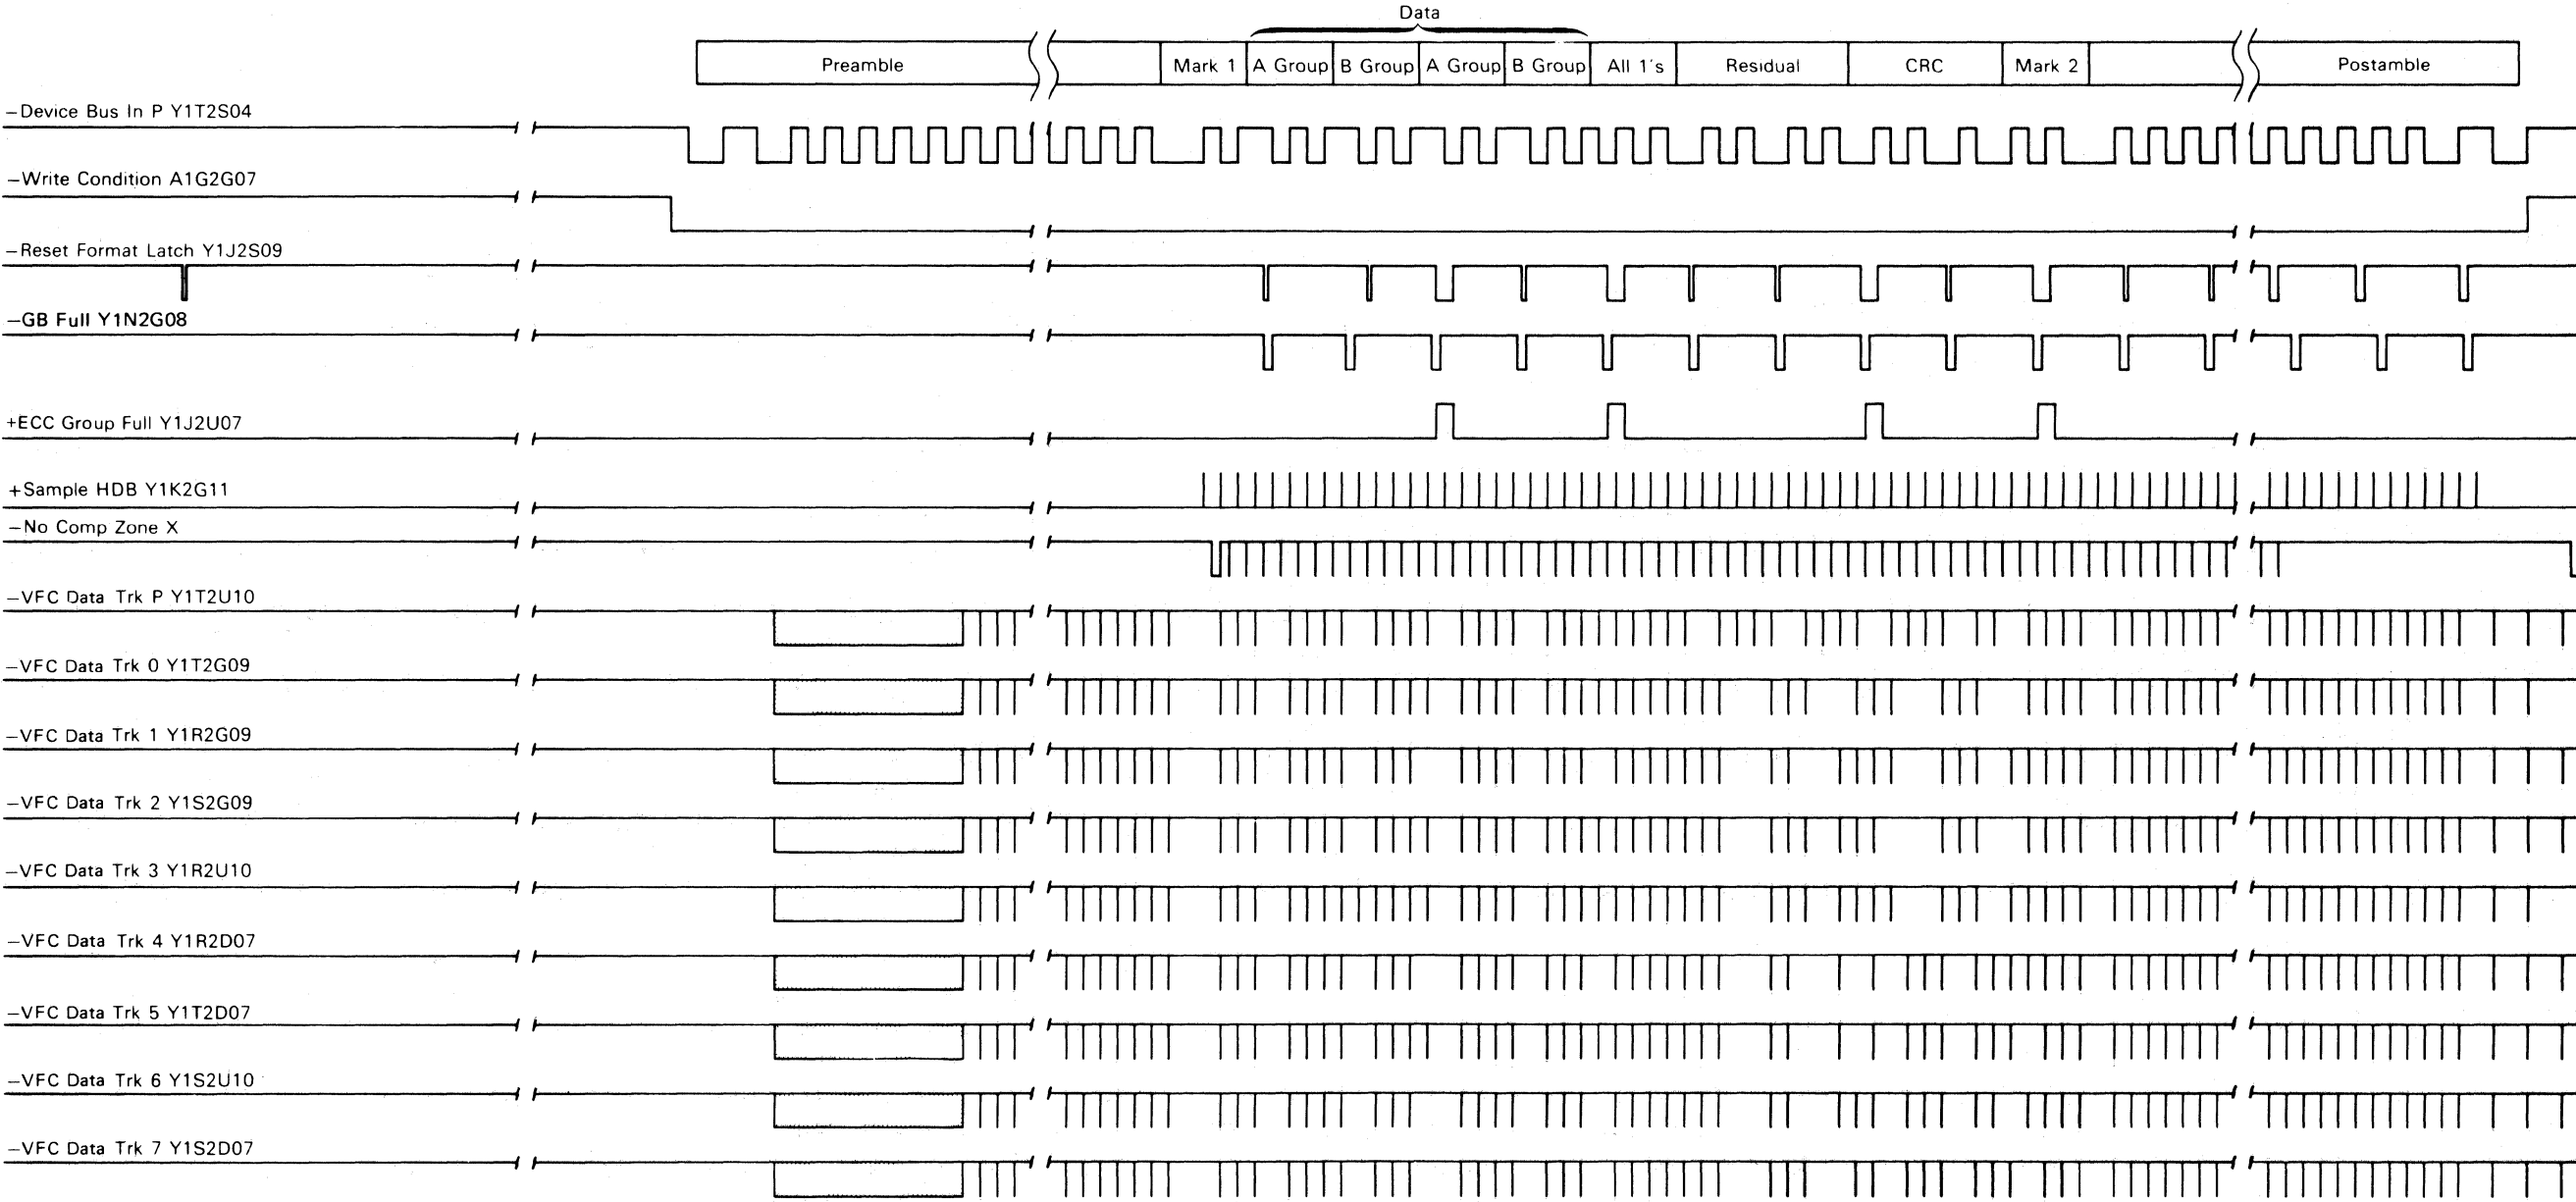 Data
Preamble Mark 1 A Group B Group A Group B Group All 1's Residual CRC Mark 2 Postamble
−Device Bus In P Y1T2S04
−Write Condition A1G2G07
−Reset Format Latch Y1J2S09
−GB Full Y1N2G08
+ECC Group Full Y1J2U07
+Sample HDB Y1K2G11
−No Comp Zone X
−VFC Data Trk P Y1T2U10
−VFC Data Trk 0 Y1T2G09
−VFC Data Trk 1 Y1R2G09
−VFC Data Trk 2 Y1S2G09
−VFC Data Trk 3 Y1R2U10
−VFC Data Trk 4 Y1R2D07
−VFC Data Trk 5 Y1T2D07
−VFC Data Trk 6 Y1S2U10
−VFC Data Trk 7 Y1S2D07